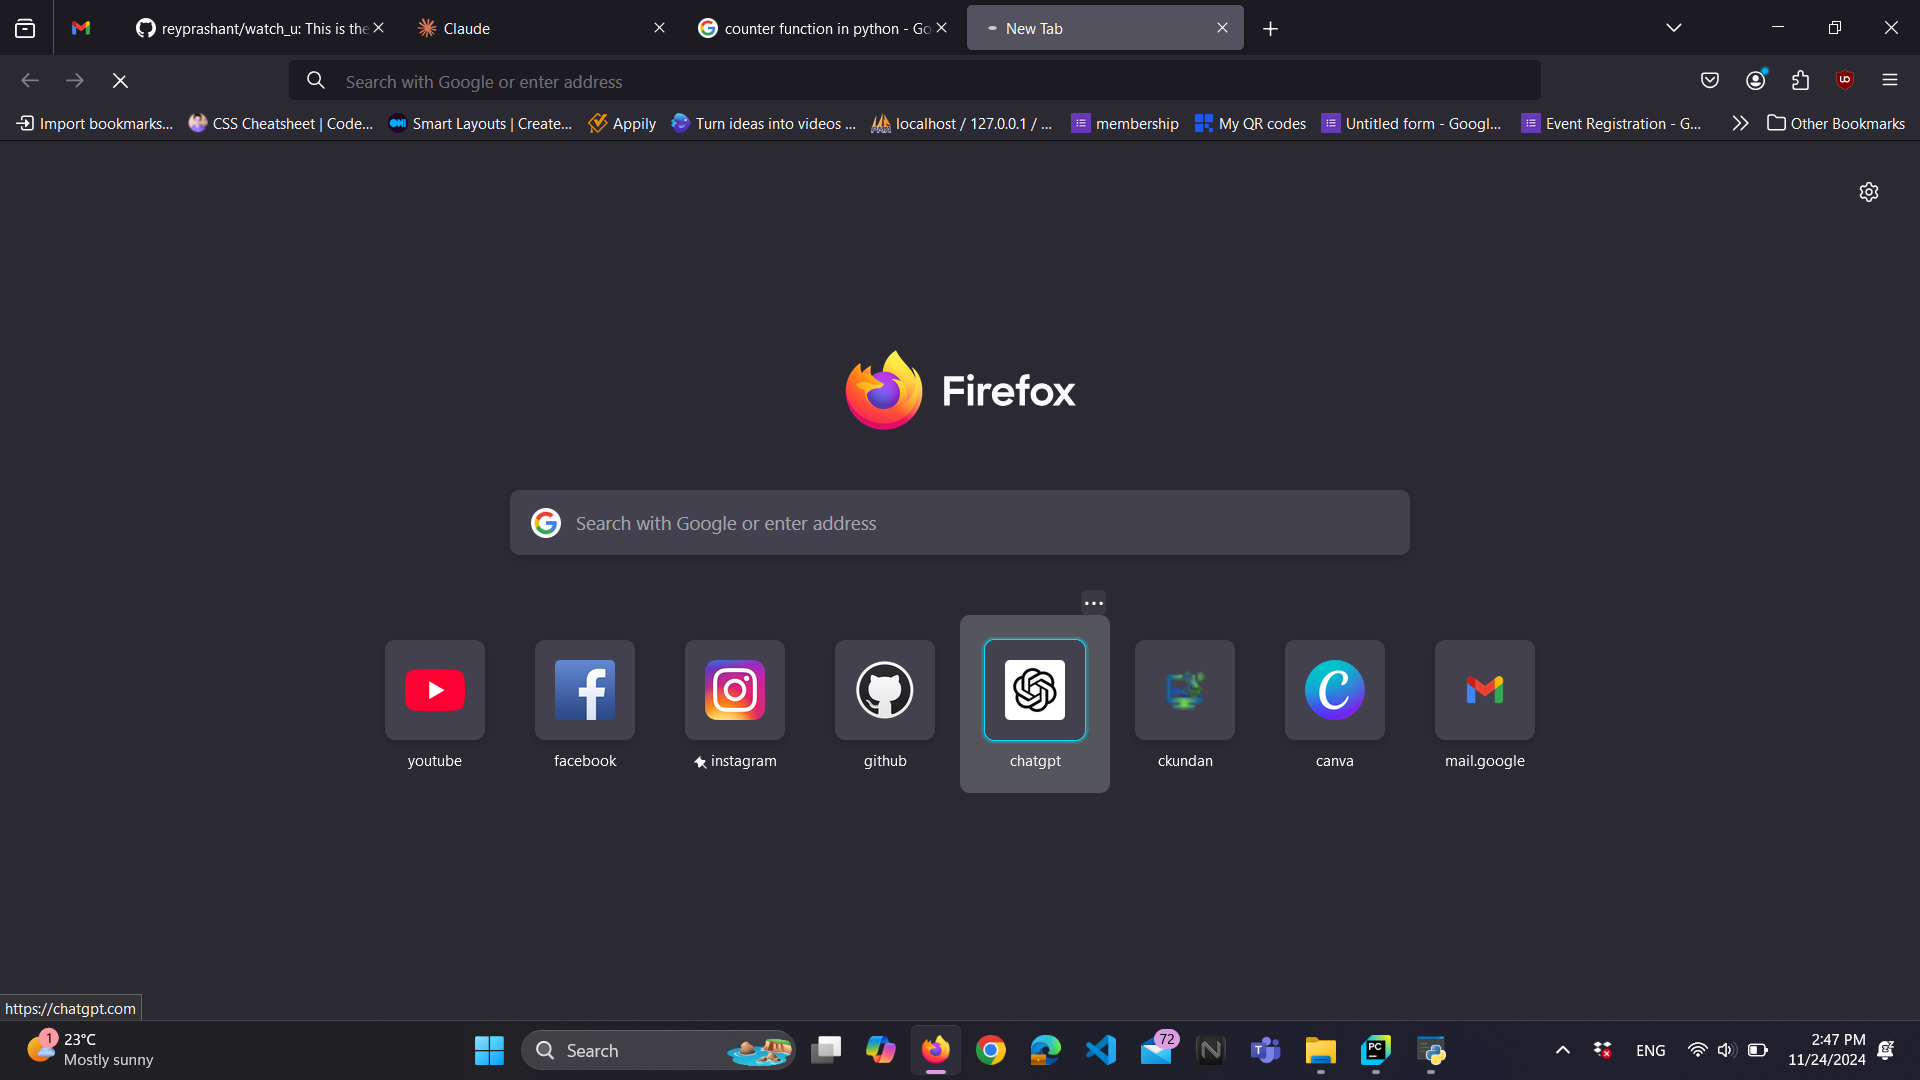 reyprashant/watch_u: This is the
Claude
counter function in python - Go
New Tab
Search with Google or enter address
Import bookmarks...
CSS Cheatsheet | Code...
Smart Layouts | Create...
Appily
Turn ideas into videos ...
localhost / 127.0.0.1 / ...
membership
My QR codes
Untitled form - Googl...
Event Registration - G...
Other Bookmarks
Firefox
Search with Google or enter address
youtube
facebook
instagram
github
chatgpt
ckundan
canva
mail.google
https://chatgpt.com
1
23°C
Mostly sunny
Search
72
PC
ENG
2:47 PM
11/24/2024